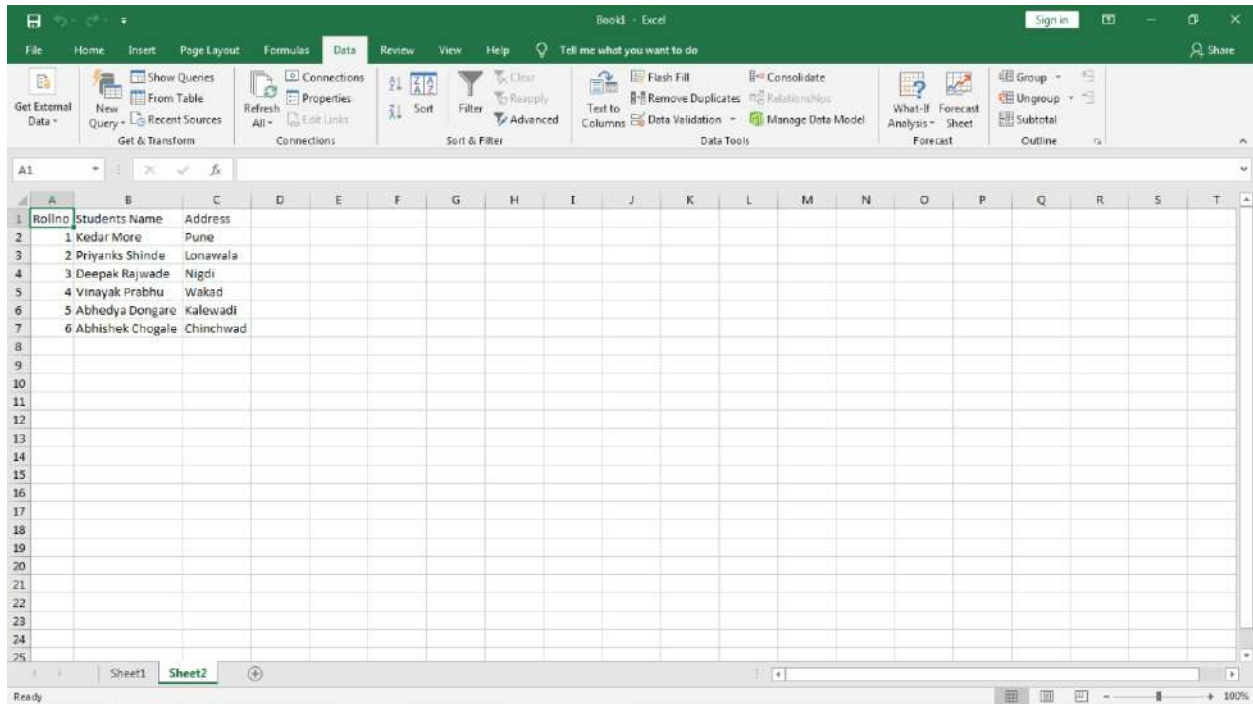 Book1 - Excel
Sign in
File Home Insert Page Layout Formulas Data Review View Help Tell me what you want to do Share
Get External Data
New Query
Show Queries
From Table
Recent Sources
Get & Transform
Refresh All
Connections
Properties
Edit Links
Connections
Sort
Filter
Clear
Reapply
Advanced
Sort & Filter
Text to Columns
Flash Fill
Remove Duplicates
Data Validation
Consolidate
Relationships
Manage Data Model
Data Tools
What-If Analysis
Forecast Sheet
Forecast
Group
Ungroup
Subtotal
Outline
A1 fx
A B C D E F G H I J K L M N O P Q R S T
1 Rollno Students Name Address
2 1 Kedar More Pune
3 2 Priyanks Shinde Lonawala
4 3 Deepak Rajwade Nigdi
5 4 Vinayak Prabhu Wakad
6 5 Abhedya Dongare Kalewadi
7 6 Abhishek Chogale Chinchwad
8
9
10
11
12
13
14
15
16
17
18
19
20
21
22
23
24
25
Sheet1 Sheet2
Ready 100%